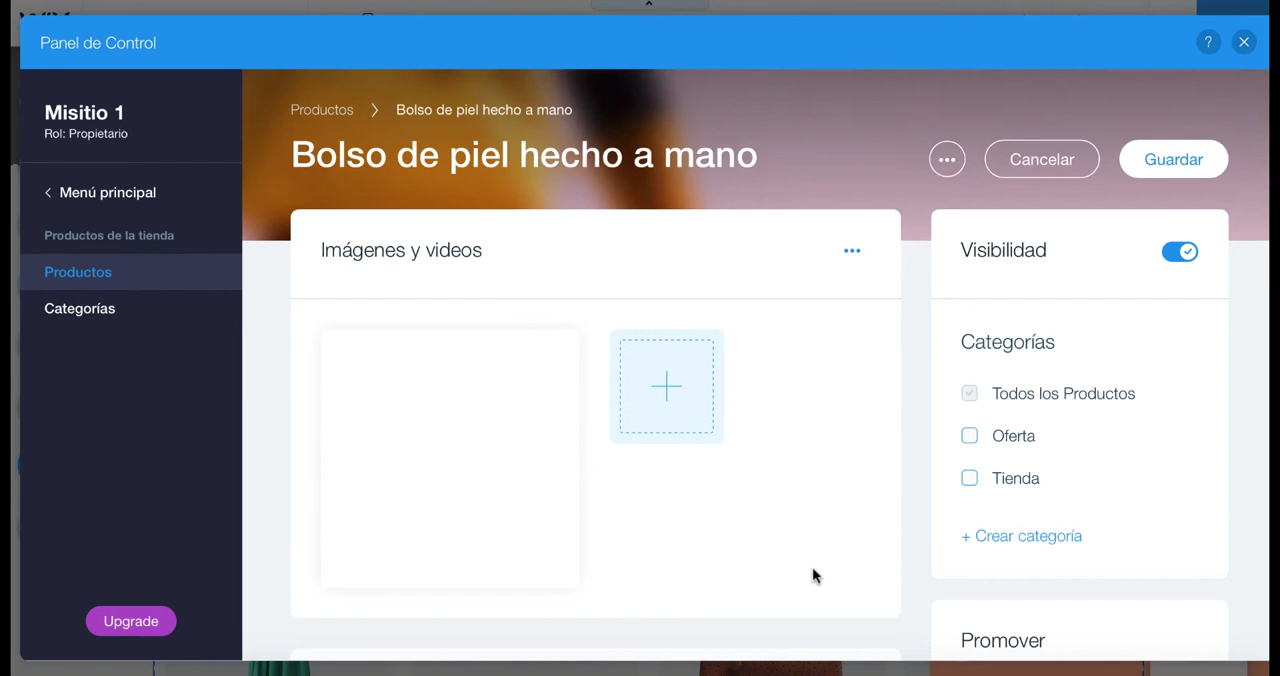 Panel de Control
?
Misitio 1
Rol: Propietario
Menú principal
Productos de la tienda
Productos
Categorías
Upgrade
Productos > Bolso de piel hecho a mano
Bolso de piel hecho a mano
Cancelar
Guardar
Imágenes y videos
Visibilidad
Categorías
Todos los Productos
Oferta
Tienda
+ Crear categoría
Promover